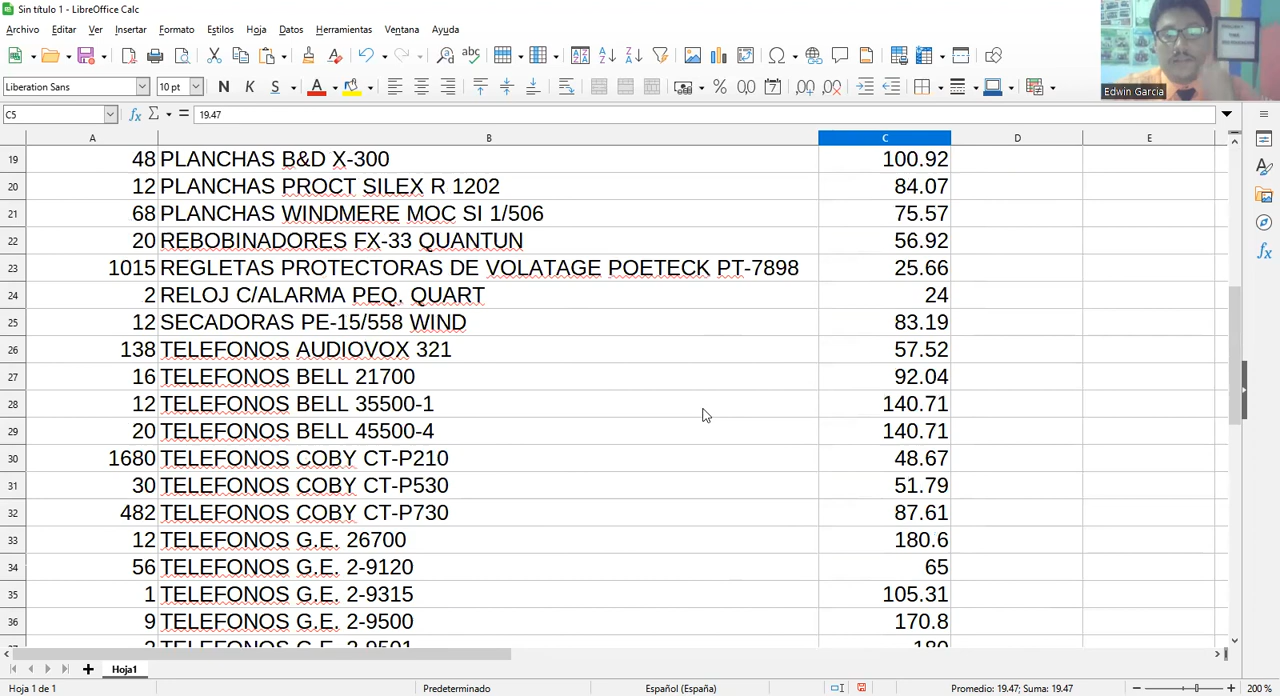 Sin título 1 - LibreOffice Calc
Archivo Editar Ver Insertar Formato Estilos Hoja Datos Herramientas Ventana Ayuda
Liberation Sans 10 pt N K S
C5 fx Σ = 19.47
A B C D E
19 48 PLANCHAS B&D X-300 100.92
20 12 PLANCHAS PROCT SILEX R 1202 84.07
21 68 PLANCHAS WINDMERE MOC SI 1/506 75.57
22 20 REBOBINADORES FX-33 QUANTUN 56.92
23 1015 REGLETAS PROTECTORAS DE VOLATAGE POETECK PT-7898 25.66
24 2 RELOJ C/ALARMA PEQ. QUART 24
25 12 SECADORAS PE-15/558 WIND 83.19
26 138 TELEFONOS AUDIOVOX 321 57.52
27 16 TELEFONOS BELL 21700 92.04
28 12 TELEFONOS BELL 35500-1 140.71
29 20 TELEFONOS BELL 45500-4 140.71
30 1680 TELEFONOS COBY CT-P210 48.67
31 30 TELEFONOS COBY CT-P530 51.79
32 482 TELEFONOS COBY CT-P730 87.61
33 12 TELEFONOS G.E. 26700 180.6
34 56 TELEFONOS G.E. 2-9120 65
35 1 TELEFONOS G.E. 2-9315 105.31
36 9 TELEFONOS G.E. 2-9500 170.8
2 TELEFONOS G.E. 2-9501 180
Hoja1
Hoja 1 de 1 Predeterminado Español (España) Promedio: 19.47; Suma: 19.47 200 %
Edwin Garcia